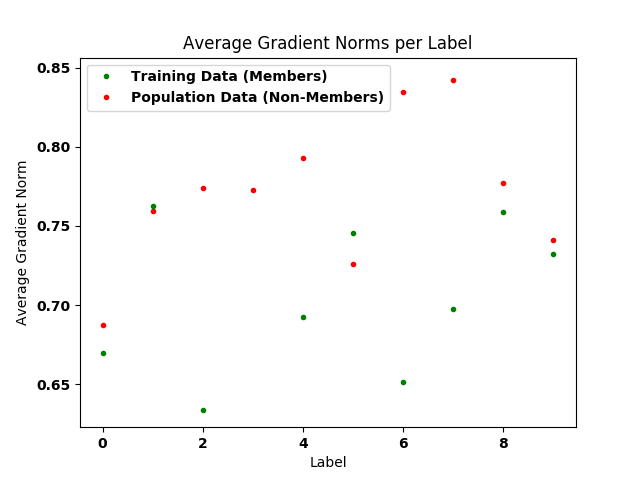 Average Gradient Norms per Label
Training Data (Members)
Population Data (Non-Members)
Average Gradient Norm
0.85
0.80
0.75
0.70
0.65
0
2
4
6
8
Label